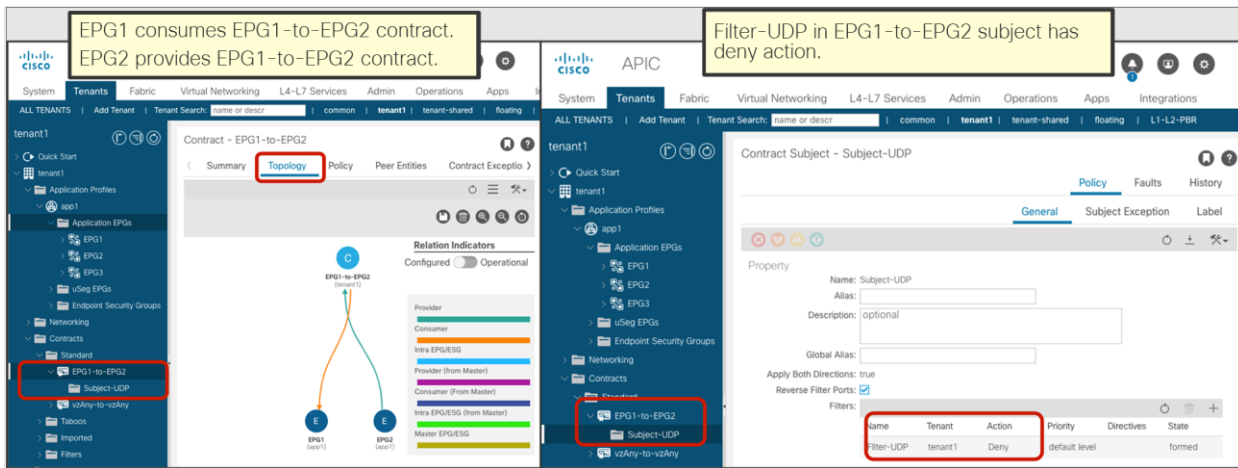 EPG1 consumes EPG1-to-EPG2 contract.
EPG2 provides EPG1-to-EPG2 contract.
CISCO
System Tenants Fabric Virtual Networking L4-L7 Services Admin Operations Apps
ALL TENANTS | Add Tenant | Tenant Search: name or descr | common | tenant1 | tenant-shared | floating |
tenant1
Quick Start
tenant1
Application Profiles
app1
Application EPGs
EPG1
EPG2
EPG3
uSeg EPGs
Endpoint Security Groups
Networking
Contracts
Standard
EPG1-to-EPG2
Subject-UDP
vzAny-to-vzAny
Taboos
Imported
Filters
Contract - EPG1-to-EPG2
Summary Topology Policy Peer Entities Contract Exceptio
Relation Indicators
Configured Operational
C
EPG1-to-EPG2
(tenant1)
Provider
Consumer
Intra EPG/ESG
Provider (from Master)
Consumer (From Master)
Intra EPG/ESG (from Master)
Master EPG/ESG
E E
EPG1 EPG2
(app1) (app1)
Filter-UDP in EPG1-to-EPG2 subject has
deny action.
CISCO APIC
1
System Tenants Fabric Virtual Networking L4-L7 Services Admin Operations Apps Integrations
ALL TENANTS | Add Tenant | Tenant Search: name or descr | common | tenant1 | tenant-shared | floating | L1-L2-PBR
tenant1
Quick Start
tenant1
Application Profiles
app1
Application EPGs
EPG1
EPG2
EPG3
uSeg EPGs
Endpoint Security Groups
Networking
Contracts
Standard
EPG1-to-EPG2
Subject-UDP
vzAny-to-vzAny
Contract Subject - Subject-UDP
Policy Faults History
General Subject Exception Label
Property
Name: Subject-UDP
Alias:
Description: optional
Global Alias:
Apply Both Directions: true
Reverse Filter Ports:
Filters:
Name Tenant Action Priority Directives State
Filter-UDP tenant1 Deny default level formed